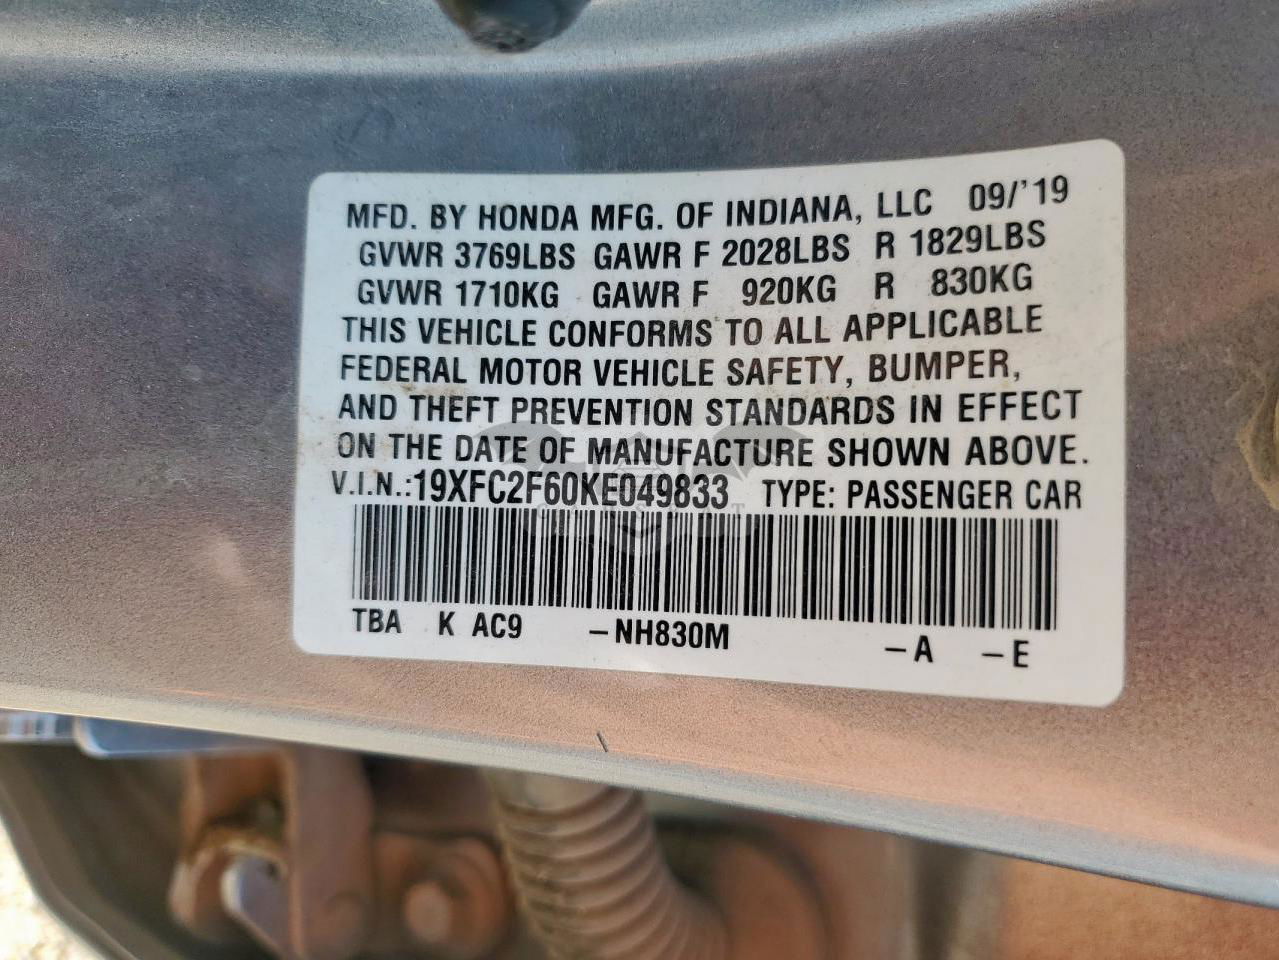 MFD. BY HONDA MFG. OF INDIANA, LLC 09/'19
GVWR 3769LBS GAWR F 2028LBS R 1829LBS
GVWR 1710KG GAWR F 920KG R 830KG
THIS VEHICLE CONFORMS TO ALL APPLICABLE
FEDERAL MOTOR VEHICLE SAFETY, BUMPER,
AND THEFT PREVENTION STANDARDS IN EFFECT
ON THE DATE OF MANUFACTURE SHOWN ABOVE.
V.I.N.:19XFC2F60KE049833 TYPE: PASSENGER CAR
TBA K AC9 –NH830M –A –E